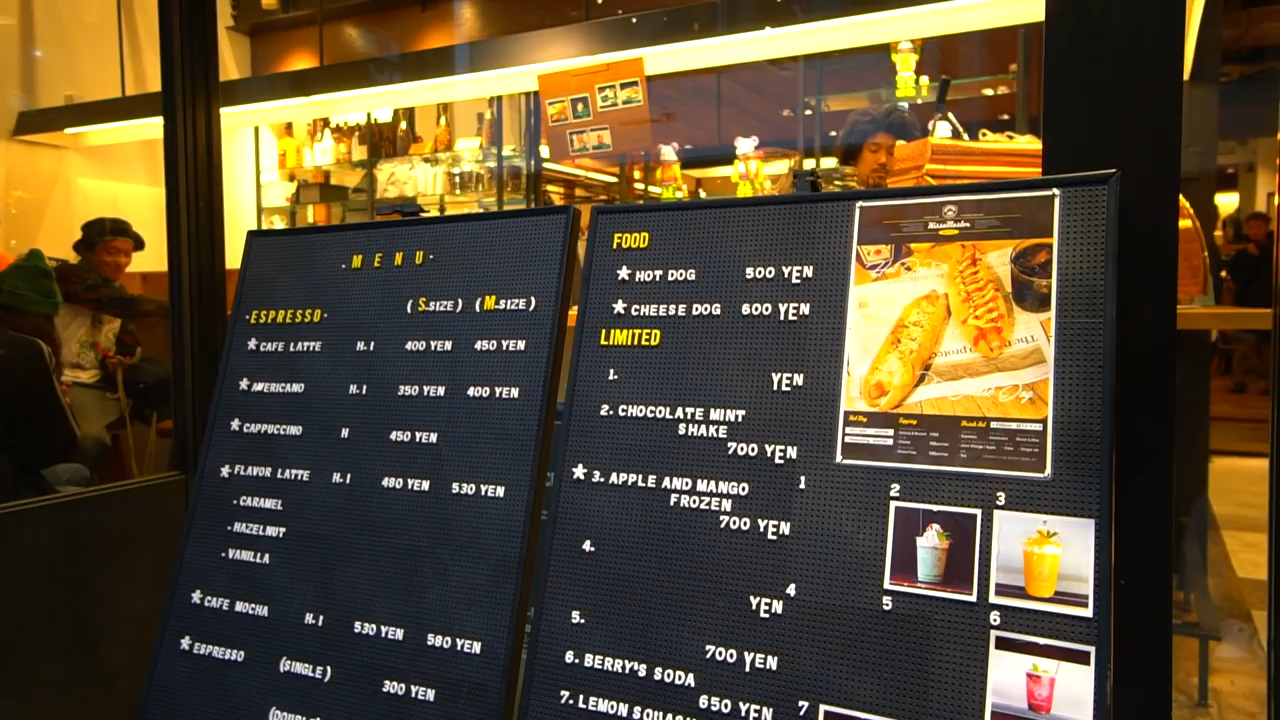 MENU
ESPRESSO (S-SIZE) (M-SIZE)
* CAFE LATTE H.I 400 YEN 450 YEN
* AMERICANO H.I 350 YEN 400 YEN
* CAPPUCCINO H 450 YEN
* FLAVOR LATTE H.I 480 YEN 530 YEN
- CARAMEL
- HAZELNUT
- VANILLA
* CAFE MOCHA H.I 530 YEN 580 YEN
* ESPRESSO (SINGLE) 300 YEN
FOOD
* HOT DOG 500 YEN
* CHEESE DOG 600 YEN
LIMITED
1. YEN
2. CHOCOLATE MINT
SHAKE
700 YEN
* 3. APPLE AND MANGO
FROZEN
700 YEN
4.
YEN
5.
700 YEN
6. BERRY'S SODA
650 YEN
7. LEMON SQUASH
1
2
3
4
5
6
7